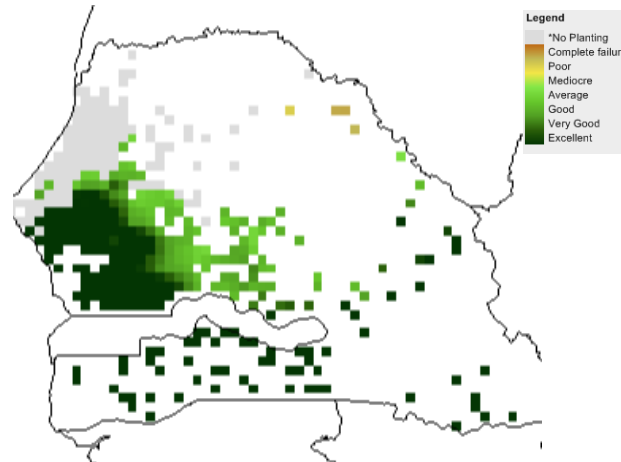 Legend
*No Planting
Complete failur
Poor
Mediocre
Average
Good
Very Good
Excellent